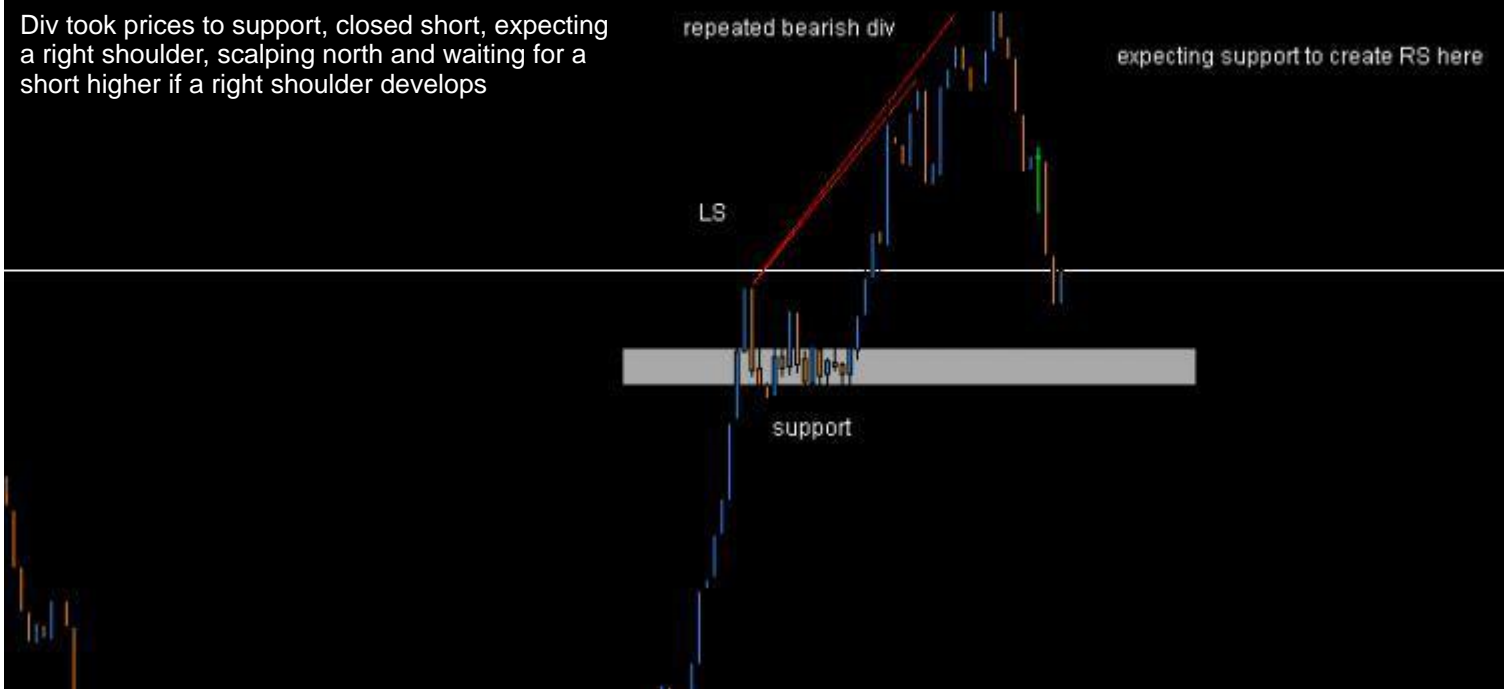 Div took prices to support, closed short, expecting
a right shoulder, scalping north and waiting for a
short higher if a right shoulder develops
repeated bearish div
expecting support to create RS here
LS
support